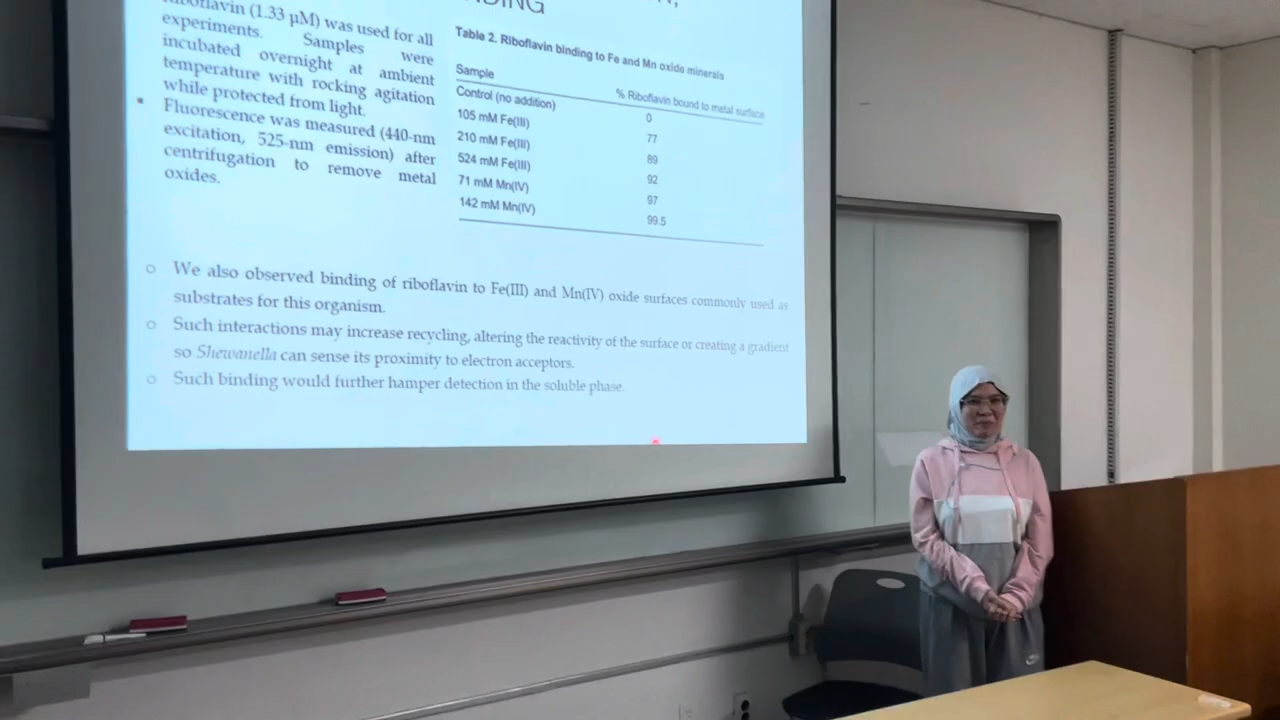 NDING
Riboflavin (1.33 µM) was used for all
experiments. Samples were
incubated overnight at ambient
temperature with rocking agitation
while protected from light.
Fluorescence was measured (440-nm
excitation, 525-nm emission) after
centrifugation to remove metal
oxides.
Table 2. Riboflavin binding to Fe and Mn oxide minerals
Sample % Riboflavin bound to metal surface
Control (no addition) 0
105 mM Fe(III) 77
210 mM Fe(III) 89
524 mM Fe(III) 92
71 mM Mn(IV) 97
142 mM Mn(IV) 99.5
We also observed binding of riboflavin to Fe(III) and Mn(IV) oxide surfaces commonly used as
substrates for this organism.
Such interactions may increase recycling, altering the reactivity of the surface or creating a gradient
so Shewanella can sense its proximity to electron acceptors.
Such binding would further hamper detection in the soluble phase.